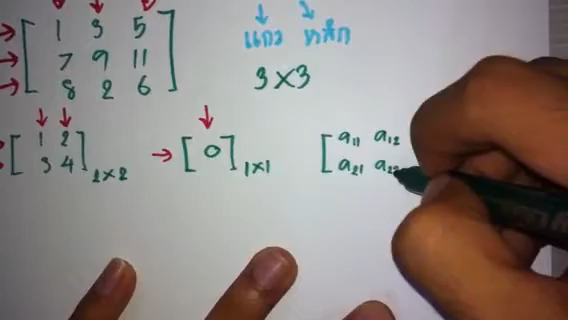 แถว หลัก
[1 3 5
7 9 11
8 2 6]
3×3
[1 2
3 4] 2×2
[0] 1×1
[a11 a12
a21 a22